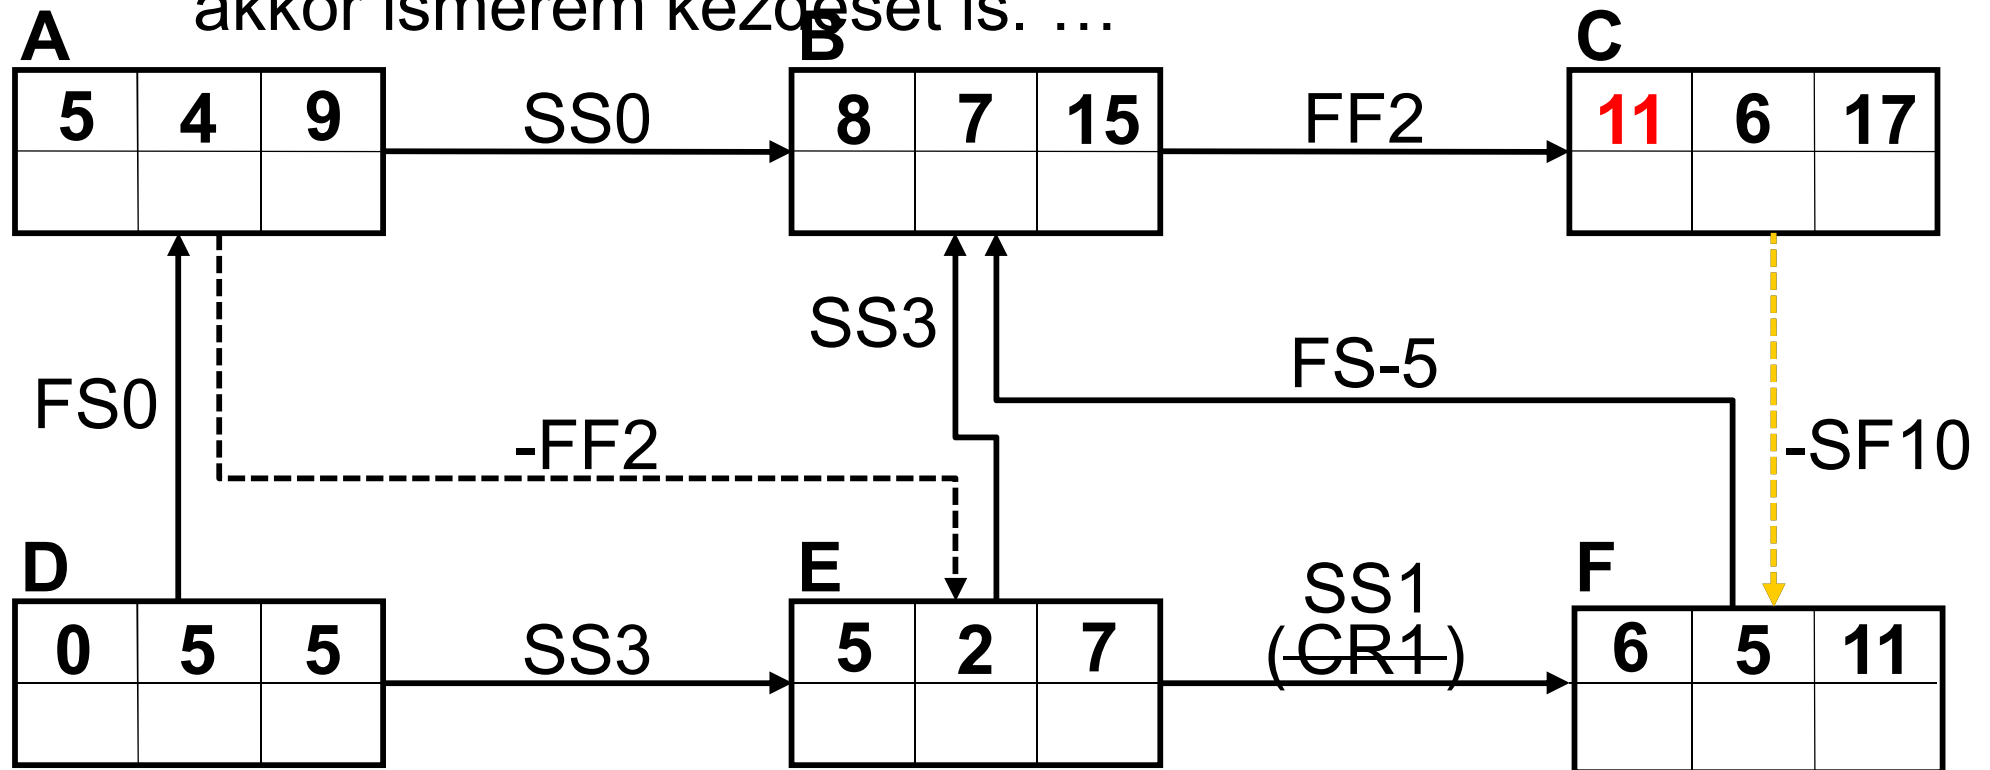 akkor ismerem kezdését is. …
A B C
5 4 9 SS0 8 7 15 FF2 11 6 17
SS3
FS-5
FS0
-FF2 -SF10
D E SS1 F
0 5 5 SS3 5 2 7 (CR1) 6 5 11